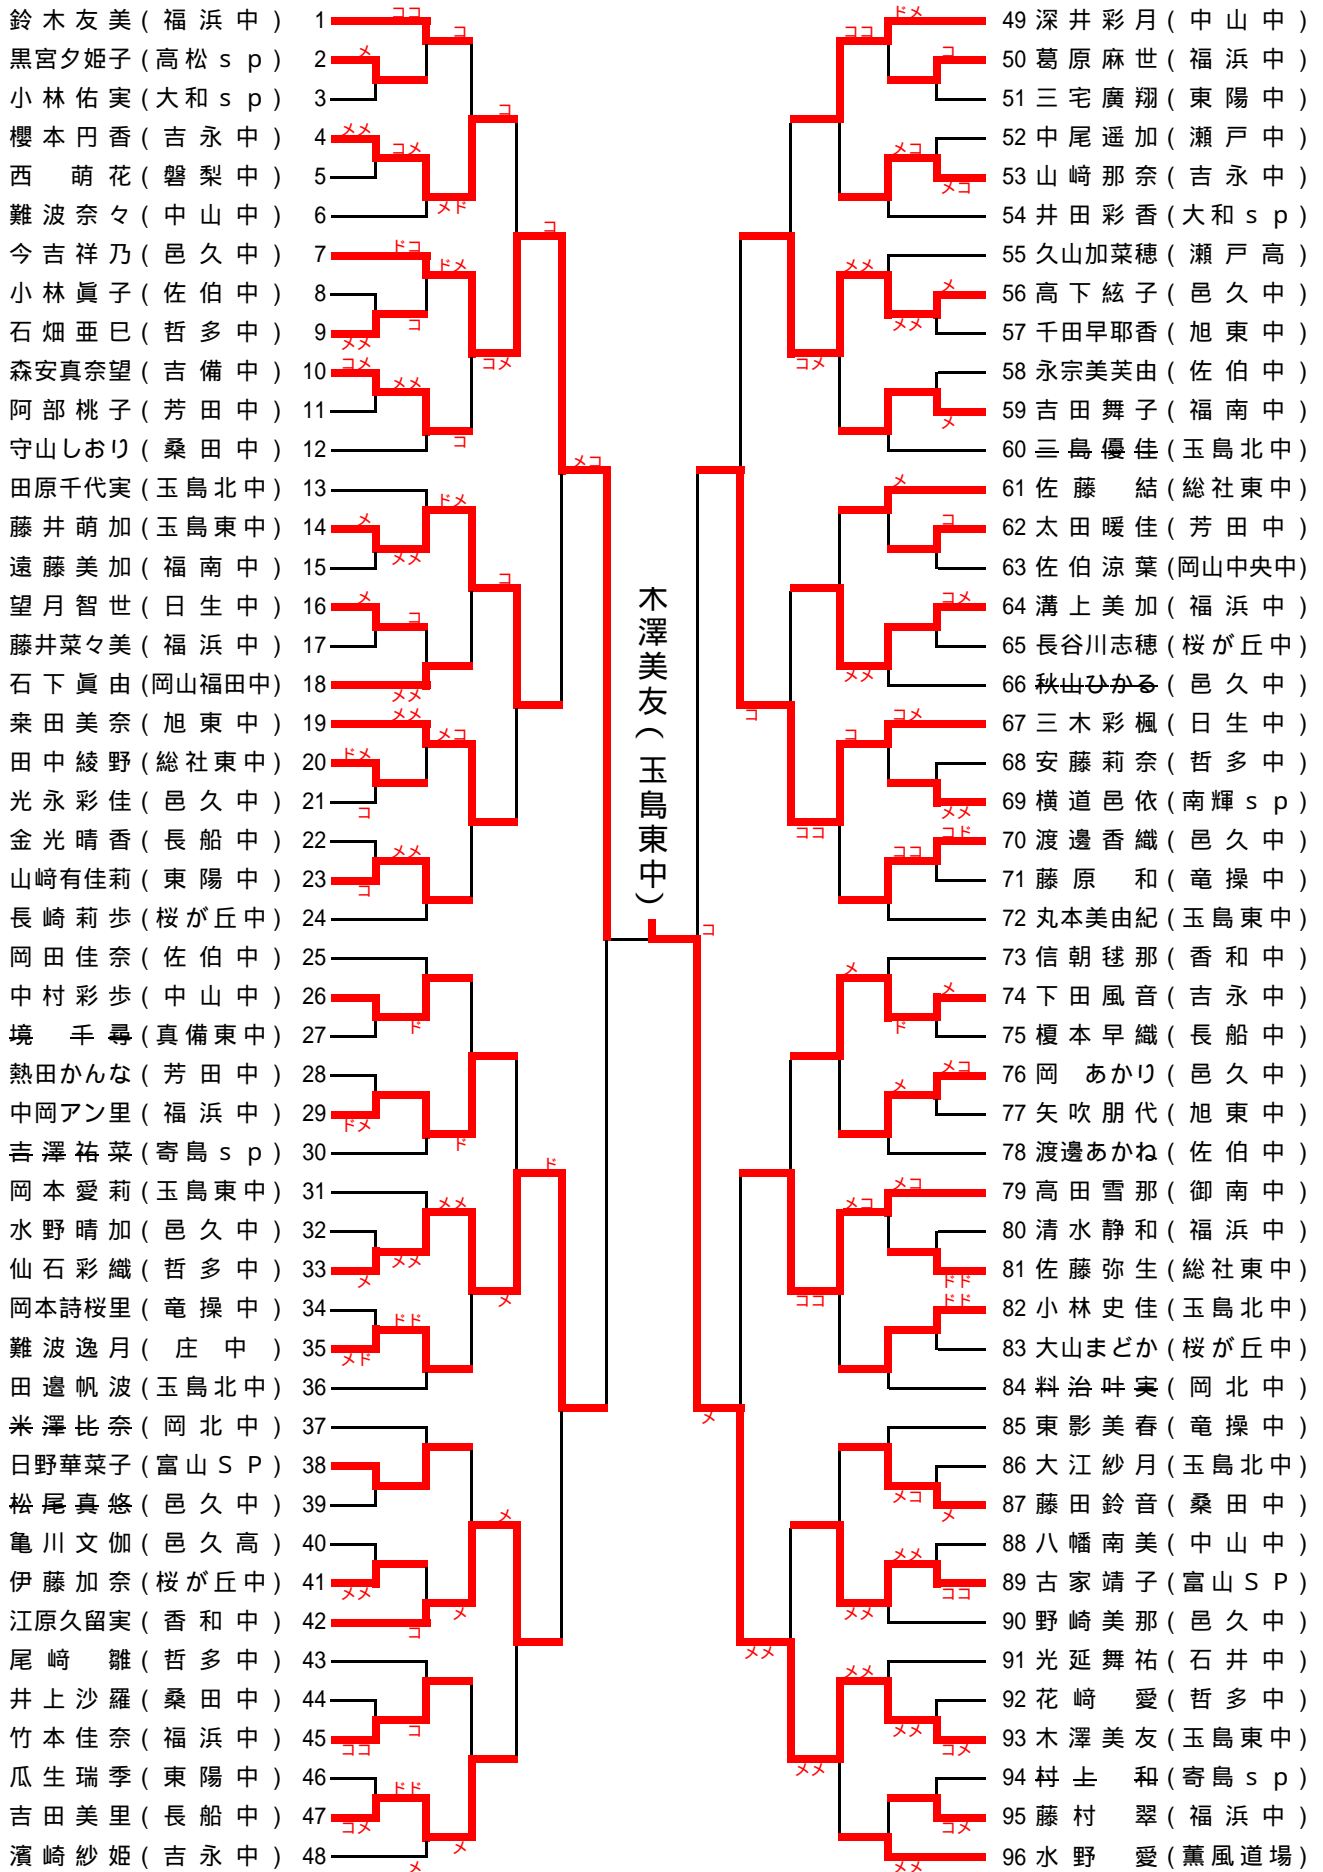 鈴木友美(福浜中) 1
黒宮夕姫子(高松ｓｐ) 2
小林佑実(大和ｓｐ) 3
櫻本円香(吉永中) 4
西　萌花(磐梨中) 5
難波奈々(中山中) 6
今吉祥乃(邑久中) 7
小林眞子(佐伯中) 8
石畑亜巳(哲多中) 9
森安真奈望(吉備中) 10
阿部桃子(芳田中) 11
守山しおり(桑田中) 12
田原千代実(玉島北中) 13
藤井萌加(玉島東中) 14
遠藤美加(福南中) 15
望月智世(日生中) 16
藤井菜々美(福浜中) 17
石下眞由(岡山福田中) 18
来田美奈(旭東中) 19
田中綾野(総社東中) 20
光永彩佳(邑久中) 21
金光晴香(長船中) 22
山﨑有佳莉(東陽中) 23
長崎莉歩(桜が丘中) 24
岡田佳奈(佐伯中) 25
中村彩歩(中山中) 26
境　千尋(真備東中) 27
熱田かんな(芳田中) 28
中岡アン里(福浜中) 29
吉澤祐菜(寄島ｓｐ) 30
岡本愛莉(玉島東中) 31
水野晴加(邑久中) 32
仙石彩織(哲多中) 33
岡本詩桜里(竜操中) 34
難波逸月(庄中) 35
田邉帆波(玉島北中) 36
米澤比奈(岡北中) 37
日野華菜子(富山ＳＰ) 38
松尾真悠(邑久中) 39
亀川文伽(邑久高) 40
伊藤加奈(桜が丘中) 41
江原久留実(香和中) 42
尾﨑　雛(哲多中) 43
井上沙羅(桑田中) 44
竹本佳奈(福浜中) 45
瓜生瑞季(東陽中) 46
吉田美里(長船中) 47
濱崎紗姫(吉永中) 48
木澤美友(玉島東中)
49 深井彩月(中山中)
50 葛原麻世(福浜中)
51 三宅廣翔(東陽中)
52 中尾遥加(瀬戸中)
53 山﨑那奈(吉永中)
54 井田彩香(大和ｓｐ)
55 久山加菜穂(瀬戸高)
56 高下絃子(邑久中)
57 千田早耶香(旭東中)
58 永宗美芙由(佐伯中)
59 吉田舞子(福南中)
60 三島優佳(玉島北中)
61 佐藤　結(総社東中)
62 太田暖佳(芳田中)
63 佐伯涼葉(岡山中央中)
64 溝上美加(福浜中)
65 長谷川志穂(桜が丘中)
66 秋山ひかる(邑久中)
67 三木彩楓(日生中)
68 安藤莉奈(哲多中)
69 横道邑依(南輝ｓｐ)
70 渡邊香織(邑久中)
71 藤原　和(竜操中)
72 丸本美由紀(玉島東中)
73 信朝毬那(香和中)
74 下田風音(吉永中)
75 榎本早織(長船中)
76 岡　あかり(邑久中)
77 矢吹朋代(旭東中)
78 渡邊あかね(佐伯中)
79 高田雪那(御南中)
80 清水静和(福浜中)
81 佐藤弥生(総社東中)
82 小林史佳(玉島北中)
83 大山まどか(桜が丘中)
84 料治叶実(岡北中)
85 東影美春(竜操中)
86 大江紗月(玉島北中)
87 藤田鈴音(桑田中)
88 八幡南美(中山中)
89 古家靖子(富山ＳＰ)
90 野崎美那(邑久中)
91 光延舞祐(石井中)
92 花﨑　愛(哲多中)
93 木澤美友(玉島東中)
94 村上　和(寄島ｓｐ)
95 藤村　翠(福浜中)
96 水野　愛(薫風道場)